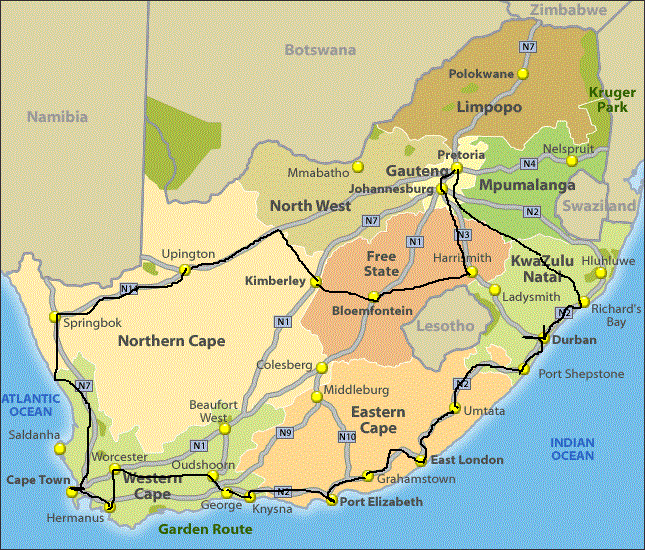 Zimbabwe
Botswana
N7
Polokwane
Kruger
Park
Limpopo
Namibia
Pretoria
Nelspruit
Gauteng
N4
Mmabatho
Johannesburg
Mpumalanga
North West
N7
N2
Swaziland
N1
N3
Free
State
Harrismith
KwaZulu
Natal
Hluhluwe
Upington
Kimberley
N14
Ladysmith
Bloemfontein
Richard's
Bay
N2
Springbok
N1
Lesotho
Northern Cape
Durban
Colesberg
Port Shepstone
N7
Middleburg
N2
ATLANTIC
OCEAN
Beaufort
West
Eastern
Cape
Umtata
Saldanha
N9
N10
INDIAN
OCEAN
N1
Worcester
Oudshoorn
East London
Cape Town
Western
Cape
Grahamstown
N2
Port Elizabeth
Hermanus
George
Knysna
Garden Route